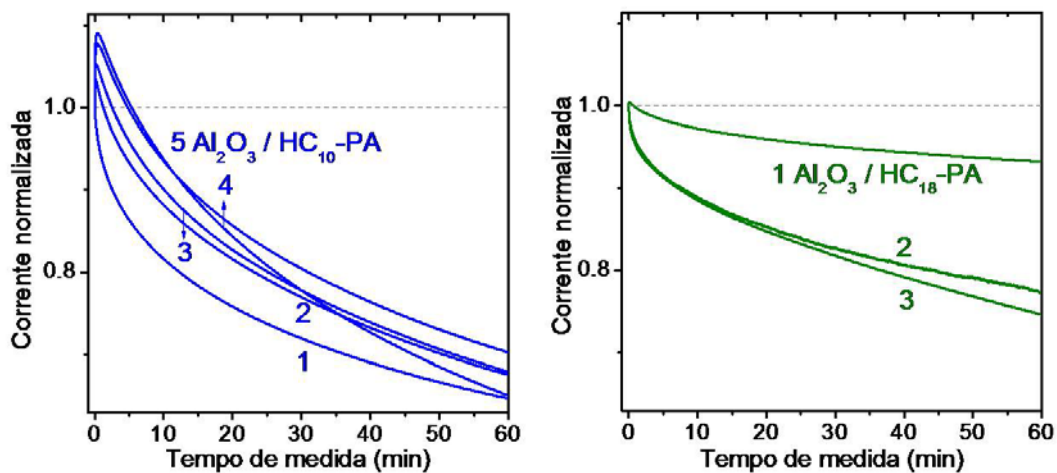 Corrente normalizada
1.0
0.8
5 Al₂O₃ / HC₁₀-PA
4
3
2
1
0 10 20 30 40 50 60
Tempo de medida (min)
Corrente normalizada
1.0
0.8
1 Al₂O₃ / HC₁₈-PA
2
3
0 10 20 30 40 50 60
Tempo de medida (min)